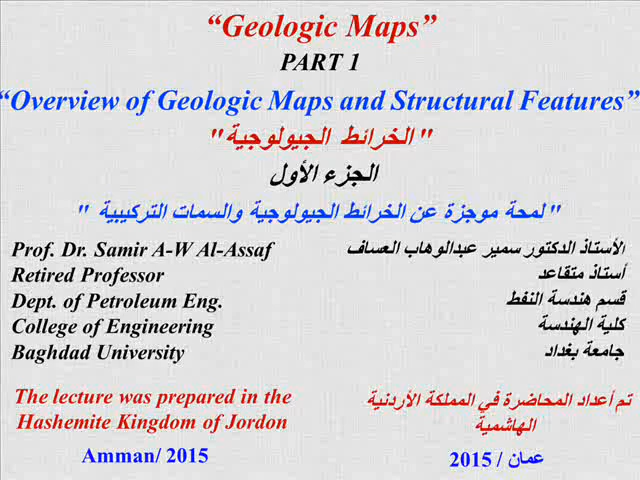 “Geologic Maps”
PART 1
“Overview of Geologic Maps and Structural Features”
"الخرائط الجيولوجية"
الجزء الأول
"لمحة موجزة عن الخرائط الجيولوجية والسمات التركيبية "
Prof. Dr. Samir A-W Al-Assaf
Retired Professor
Dept. of Petroleum Eng.
College of Engineering
Baghdad University
الأستاذ الدكتور سمير عبدالوهاب العساف
أستاذ متقاعد
قسم هندسة النفط
كلية الهندسة
جامعة بغداد
The lecture was prepared in the
Hashemite Kingdom of Jordon
Amman/ 2015
تم أعداد المحاضرة في المملكة الأردنية
الهاشمية
عمان / 2015